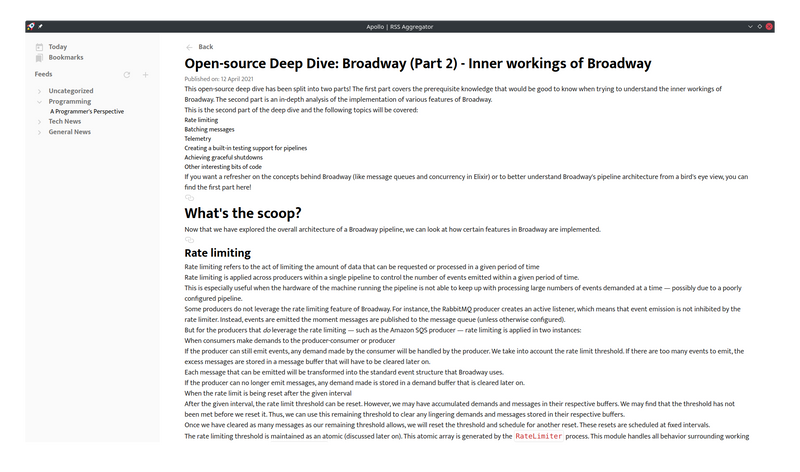 Apollo | RSS Aggregator
Today
Bookmarks
Feeds
Uncategorized
Programming
A Programmer's Perspective
Tech News
General News
Back
Open-source Deep Dive: Broadway (Part 2) - Inner workings of Broadway
Published on: 12 April 2021
This open-source deep dive has been split into two parts! The first part covers the prerequisite knowledge that would be good to know when trying to understand the inner workings of
Broadway. The second part is an in-depth analysis of the implementation of various features of Broadway.
This is the second part of the deep dive and the following topics will be covered:
Rate limiting
Batching messages
Telemetry
Creating a built-in testing support for pipelines
Achieving graceful shutdowns
Other interesting bits of code
If you want a refresher on the concepts behind Broadway (like message queues and concurrency in Elixir) or to better understand Broadway's pipeline architecture from a bird's eye view, you can
find the first part here!
What's the scoop?
Now that we have explored the overall architecture of a Broadway pipeline, we can look at how certain features in Broadway are implemented.
Rate limiting
Rate limiting refers to the act of limiting the amount of data that can be requested or processed in a given period of time
Rate limiting is applied across producers within a single pipeline to control the number of events emitted within a given period of time.
This is especially useful when the hardware of the machine running the pipeline is not able to keep up with processing large numbers of events demanded at a time — possibly due to a poorly
configured pipeline.
Some producers do not leverage the rate limiting feature of Broadway. For instance, the RabbitMQ producer creates an active listener, which means that event emission is not inhibited by the
rate limiter. Instead, events are emitted the moment messages are published to the message queue (unless otherwise configured).
But for the producers that do leverage the rate limiting — such as the Amazon SQS producer — rate limiting is applied in two instances:
When consumers make demands to the producer-consumer or producer
If the producer can still emit events, any demand made by the consumer will be handled by the producer. We take into account the rate limit threshold. If there are too many events to emit, the
excess messages are stored in a message buffer that will have to be cleared later on.
Each message that can be emitted will be transformed into the standard event structure that Broadway uses.
If the producer can no longer emit messages, any demand made is stored in a demand buffer that is cleared later on.
When the rate limit is being reset after the given interval
After the given interval, the rate limit threshold can be reset. However, we may have accumulated demands and messages in their respective buffers. We may find that the threshold has not
been met before we reset it. Thus, we can use this remaining threshold to clear any lingering demands and messages stored in their respective buffers.
Once we have cleared as many messages as our remaining threshold allows, we will reset the threshold and schedule for another reset. These resets are scheduled at fixed intervals.
The rate limiting threshold is maintained as an atomic (discussed later on). This atomic array is generated by the RateLimiter process. This module handles all behavior surrounding working